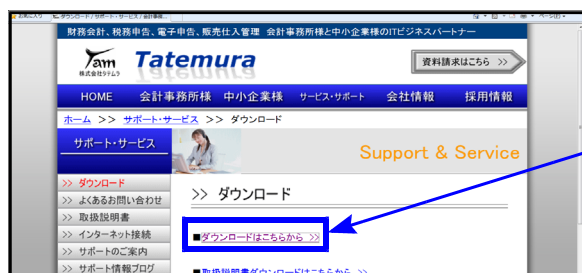 ダウンロード/サポート・サービス/会計事務...
財務会計、税務申告、電子申告、販売仕入管理 会計事務所様と中小企業様のITビジネスパートナー
Tam
株式会社タテムラ
Tatemura
資料請求はこちら >>
HOME 会計事務所様 中小企業様 サービス・サポート 会社情報 採用情報
ホーム >> サポート・サービス >> ダウンロード
サポート・サービス
Support & Service
>> ダウンロード
>> よくあるお問い合わせ
>> 取扱説明書
>> インターネット接続
>> サポートのご案内
>> サポート情報ブログ
>> ダウンロード
■ダウンロードはこちらから >>
■取扱説明書ダウンロードはこちらから >>